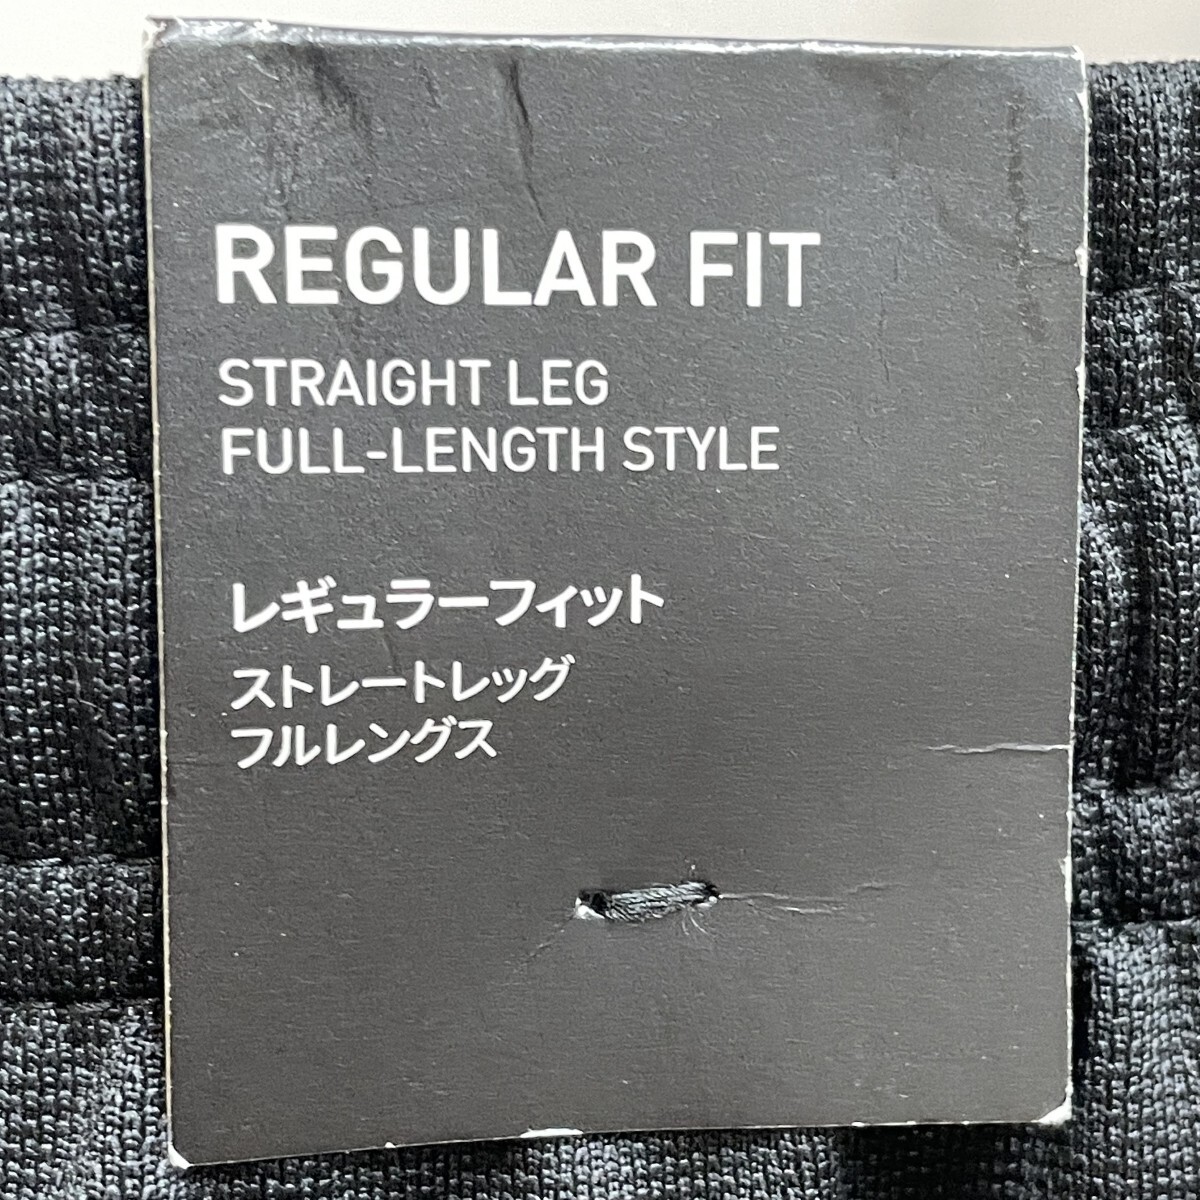 REGULAR FIT
STRAIGHT LEG
FULL-LENGTH STYLE
レギュラーフィット
ストレートレッグ
フルレングス